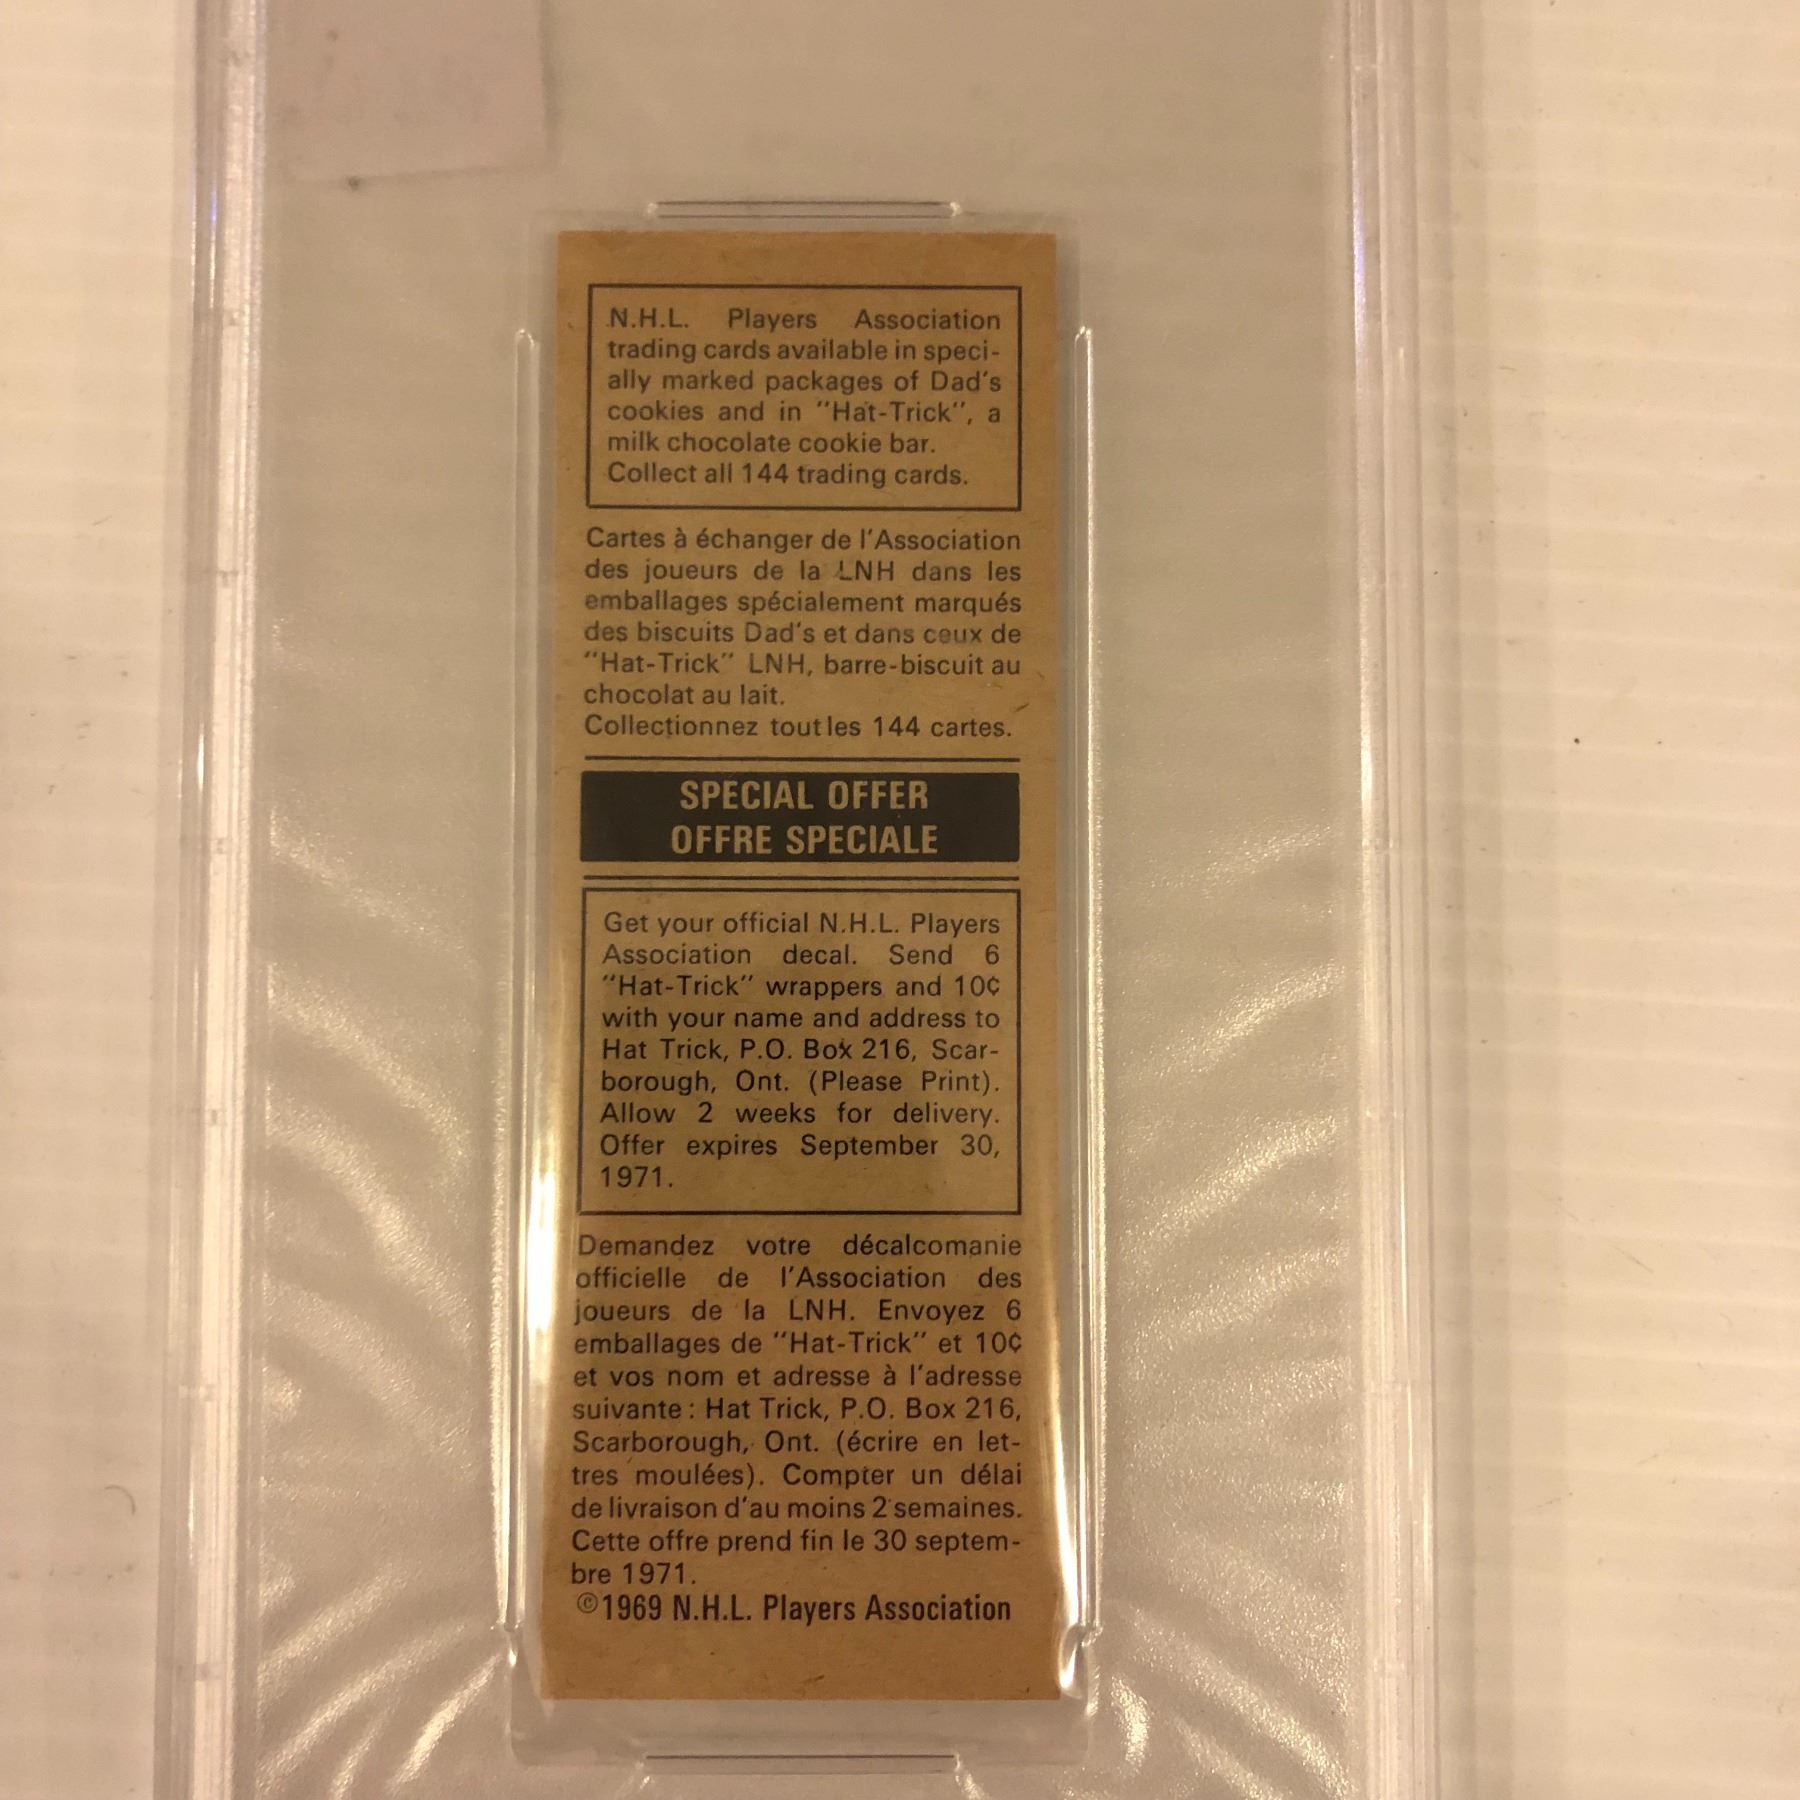 N.H.L. Players Association
trading cards available in speci-
ally marked packages of Dad's
cookies and in "Hat-Trick", a
milk chocolate cookie bar.
Collect all 144 trading cards.
Cartes à échanger de l'Association
des joueurs de la LNH dans les
emballages spécialement marqués
des biscuits Dad's et dans ceux de
"Hat-Trick" LNH, barre-biscuit au
chocolat au lait.
Collectionnez tout les 144 cartes.
SPECIAL OFFER
OFFRE SPECIALE
Get your official N.H.L. Players
Association decal. Send 6
"Hat-Trick" wrappers and 10¢
with your name and address to
Hat Trick, P.O. Box 216, Scar-
borough, Ont. (Please Print).
Allow 2 weeks for delivery.
Offer expires September 30,
1971.
Demandez votre décalcomanie
officielle de l'Association des
joueurs de la LNH. Envoyez 6
emballages de "Hat-Trick" et 10¢
et vos nom et adresse à l'adresse
suivante : Hat Trick, P.O. Box 216,
Scarborough, Ont. (écrire en let-
tres moulées). Compter un délai
de livraison d'au moins 2 semaines.
Cette offre prend fin le 30 septem-
bre 1971.
©1969 N.H.L. Players Association